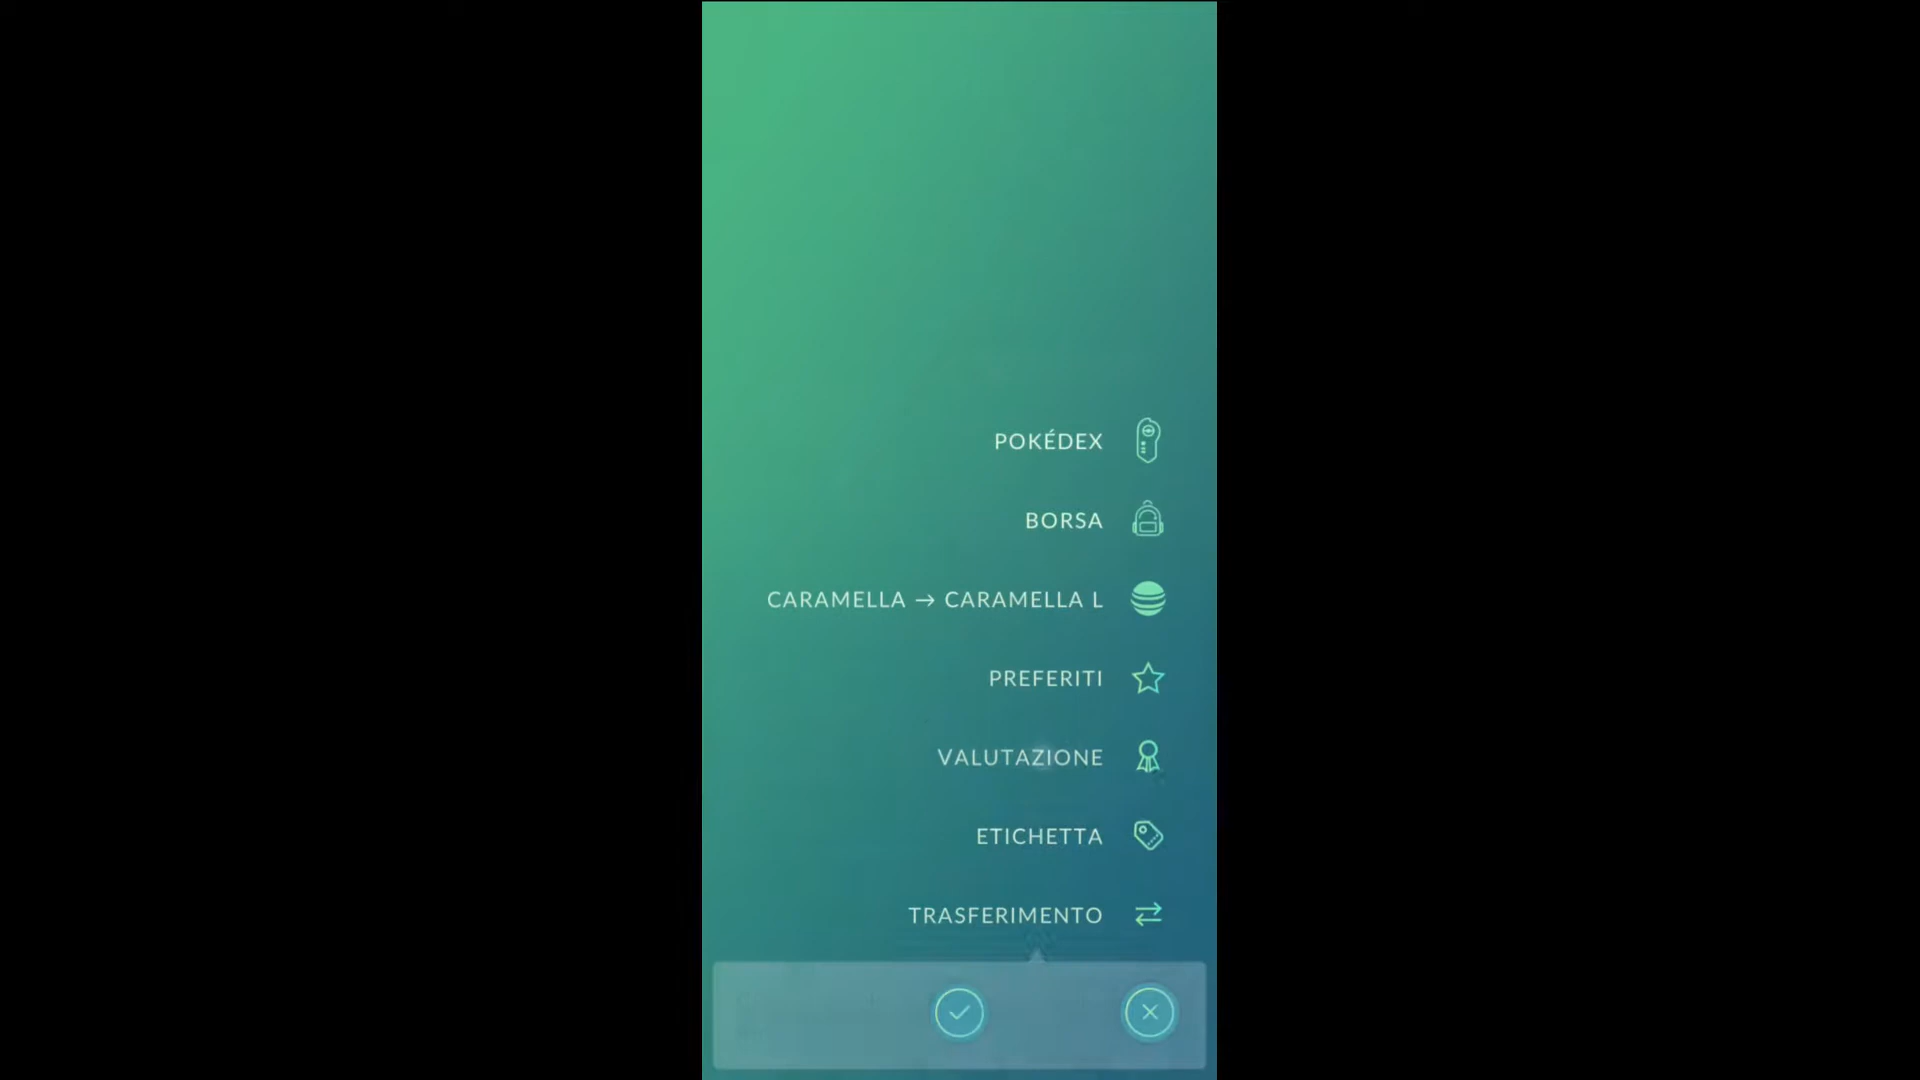 POKÉDEX
BORSA
CARAMELLA → CARAMELLA L
PREFERITI
VALUTAZIONE
ETICHETTA
TRASFERIMENTO